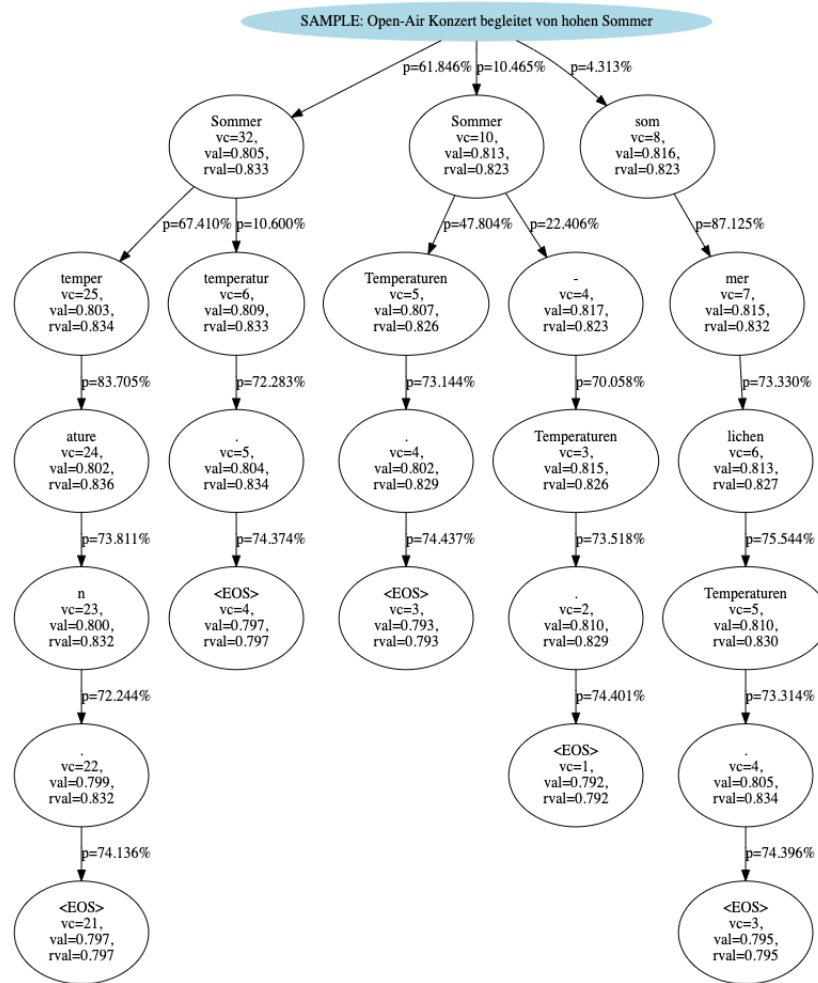 SAMPLE: Open-Air Konzert begleitet von hohen Sommer
p=61.846%
p=10.465%
p=4.313%
Sommer
vc=32,
val=0.805,
rval=0.833
Sommer
vc=10,
val=0.813,
rval=0.823
som
vc=8,
val=0.816,
rval=0.823
p=67.410%
p=10.600%
p=47.804%
p=22.406%
p=87.125%
temper
vc=25,
val=0.803,
rval=0.834
temperatur
vc=6,
val=0.809,
rval=0.833
Temperaturen
vc=5,
val=0.807,
rval=0.826
-
vc=4,
val=0.817,
rval=0.823
mer
vc=7,
val=0.815,
rval=0.832
p=83.705%
p=72.283%
p=73.144%
p=70.058%
p=73.330%
ature
vc=24,
val=0.802,
rval=0.836
.
vc=5,
val=0.804,
rval=0.834
.
vc=4,
val=0.802,
rval=0.829
Temperaturen
vc=3,
val=0.815,
rval=0.826
lichen
vc=6,
val=0.813,
rval=0.827
p=73.811%
p=74.374%
p=74.437%
p=73.518%
p=75.544%
n
vc=23,
val=0.800,
rval=0.832
<EOS>
vc=4,
val=0.797,
rval=0.797
<EOS>
vc=3,
val=0.793,
rval=0.793
.
vc=2,
val=0.810,
rval=0.829
Temperaturen
vc=5,
val=0.810,
rval=0.830
p=72.244%
p=74.401%
p=73.314%
.
vc=22,
val=0.799,
rval=0.832
<EOS>
vc=1,
val=0.792,
rval=0.792
.
vc=4,
val=0.805,
rval=0.834
p=74.136%
p=74.396%
<EOS>
vc=21,
val=0.797,
rval=0.797
<EOS>
vc=3,
val=0.795,
rval=0.795